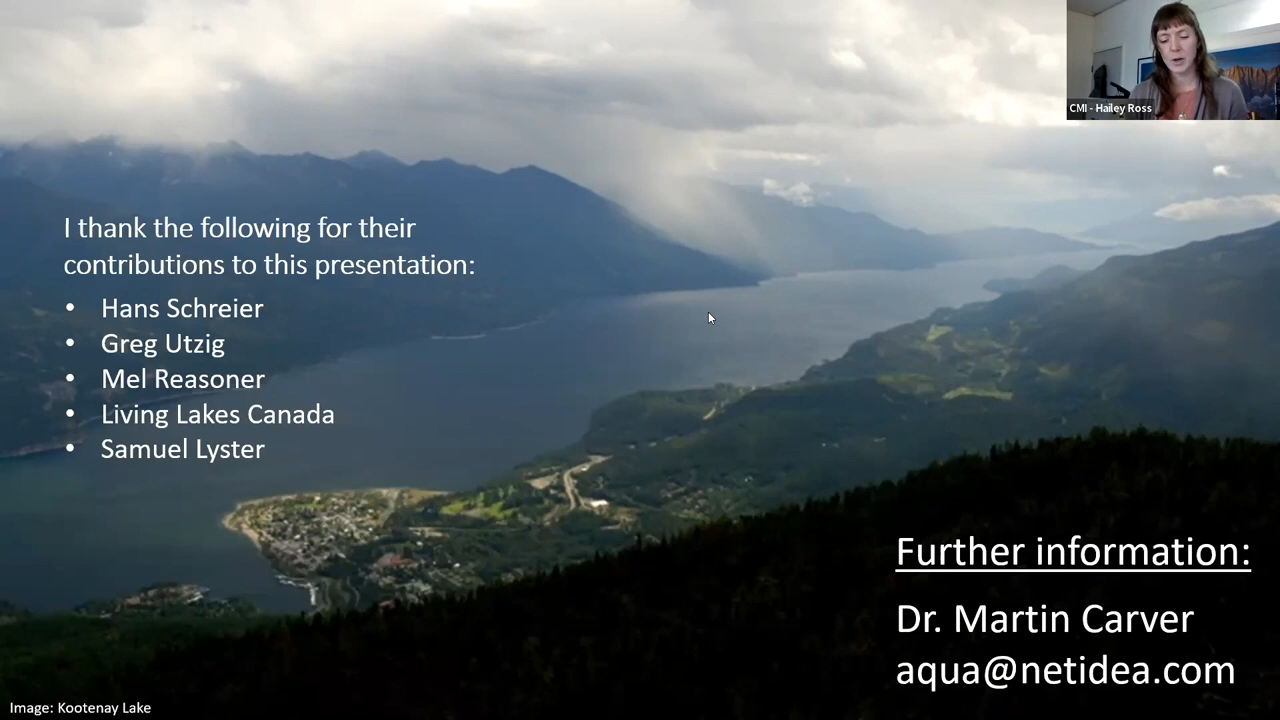 CMI - Hailey Ross
I thank the following for their
contributions to this presentation:
• Hans Schreier
• Greg Utzig
• Mel Reasoner
• Living Lakes Canada
• Samuel Lyster
Further information:
Dr. Martin Carver
aqua@netidea.com
Image: Kootenay Lake